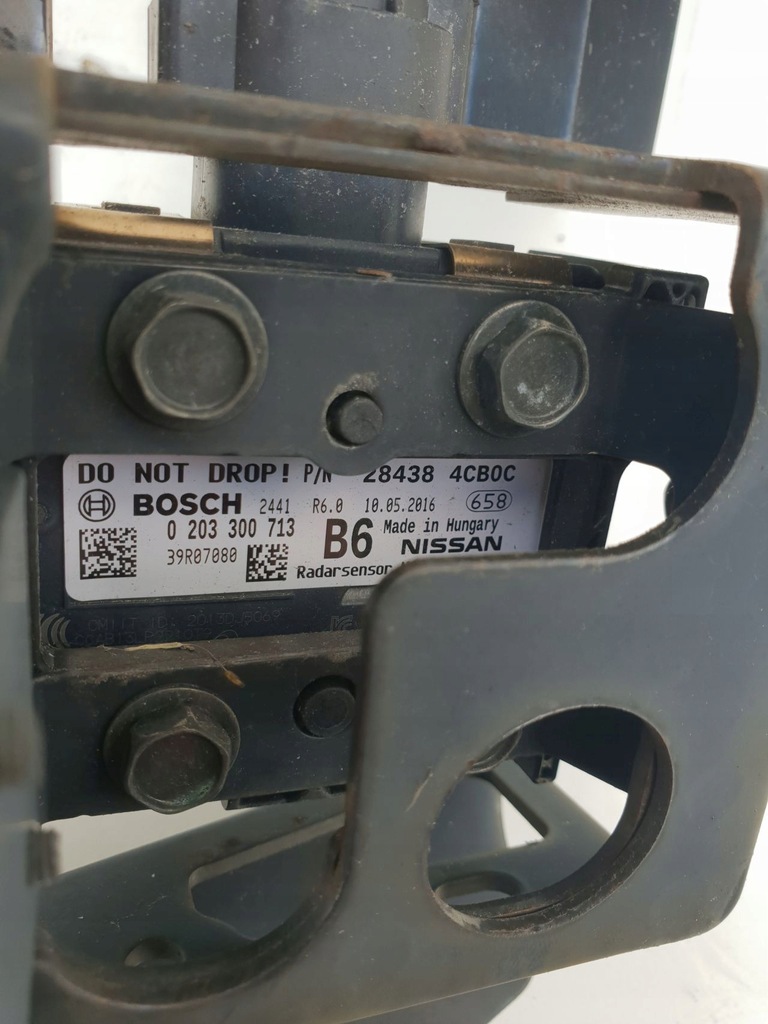 DO NOT DROP! P/N 28438 4CB0C
BOSCH 2441 R6.0 10.05.2016 658
0 203 300 713 B6 Made in Hungary
39R07080 NISSAN
Radarsensor